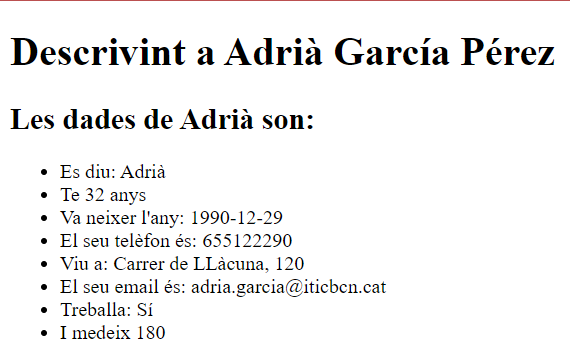 Descrivint a Adrià García Pérez
Les dades de Adrià son:
Es diu: Adrià
Te 32 anys
Va neixer l'any: 1990-12-29
El seu telèfon és: 655122290
Viu a: Carrer de LLàcuna, 120
El seu email és: adria.garcia@iticbcn.cat
Treballa: Sí
I medeix 180